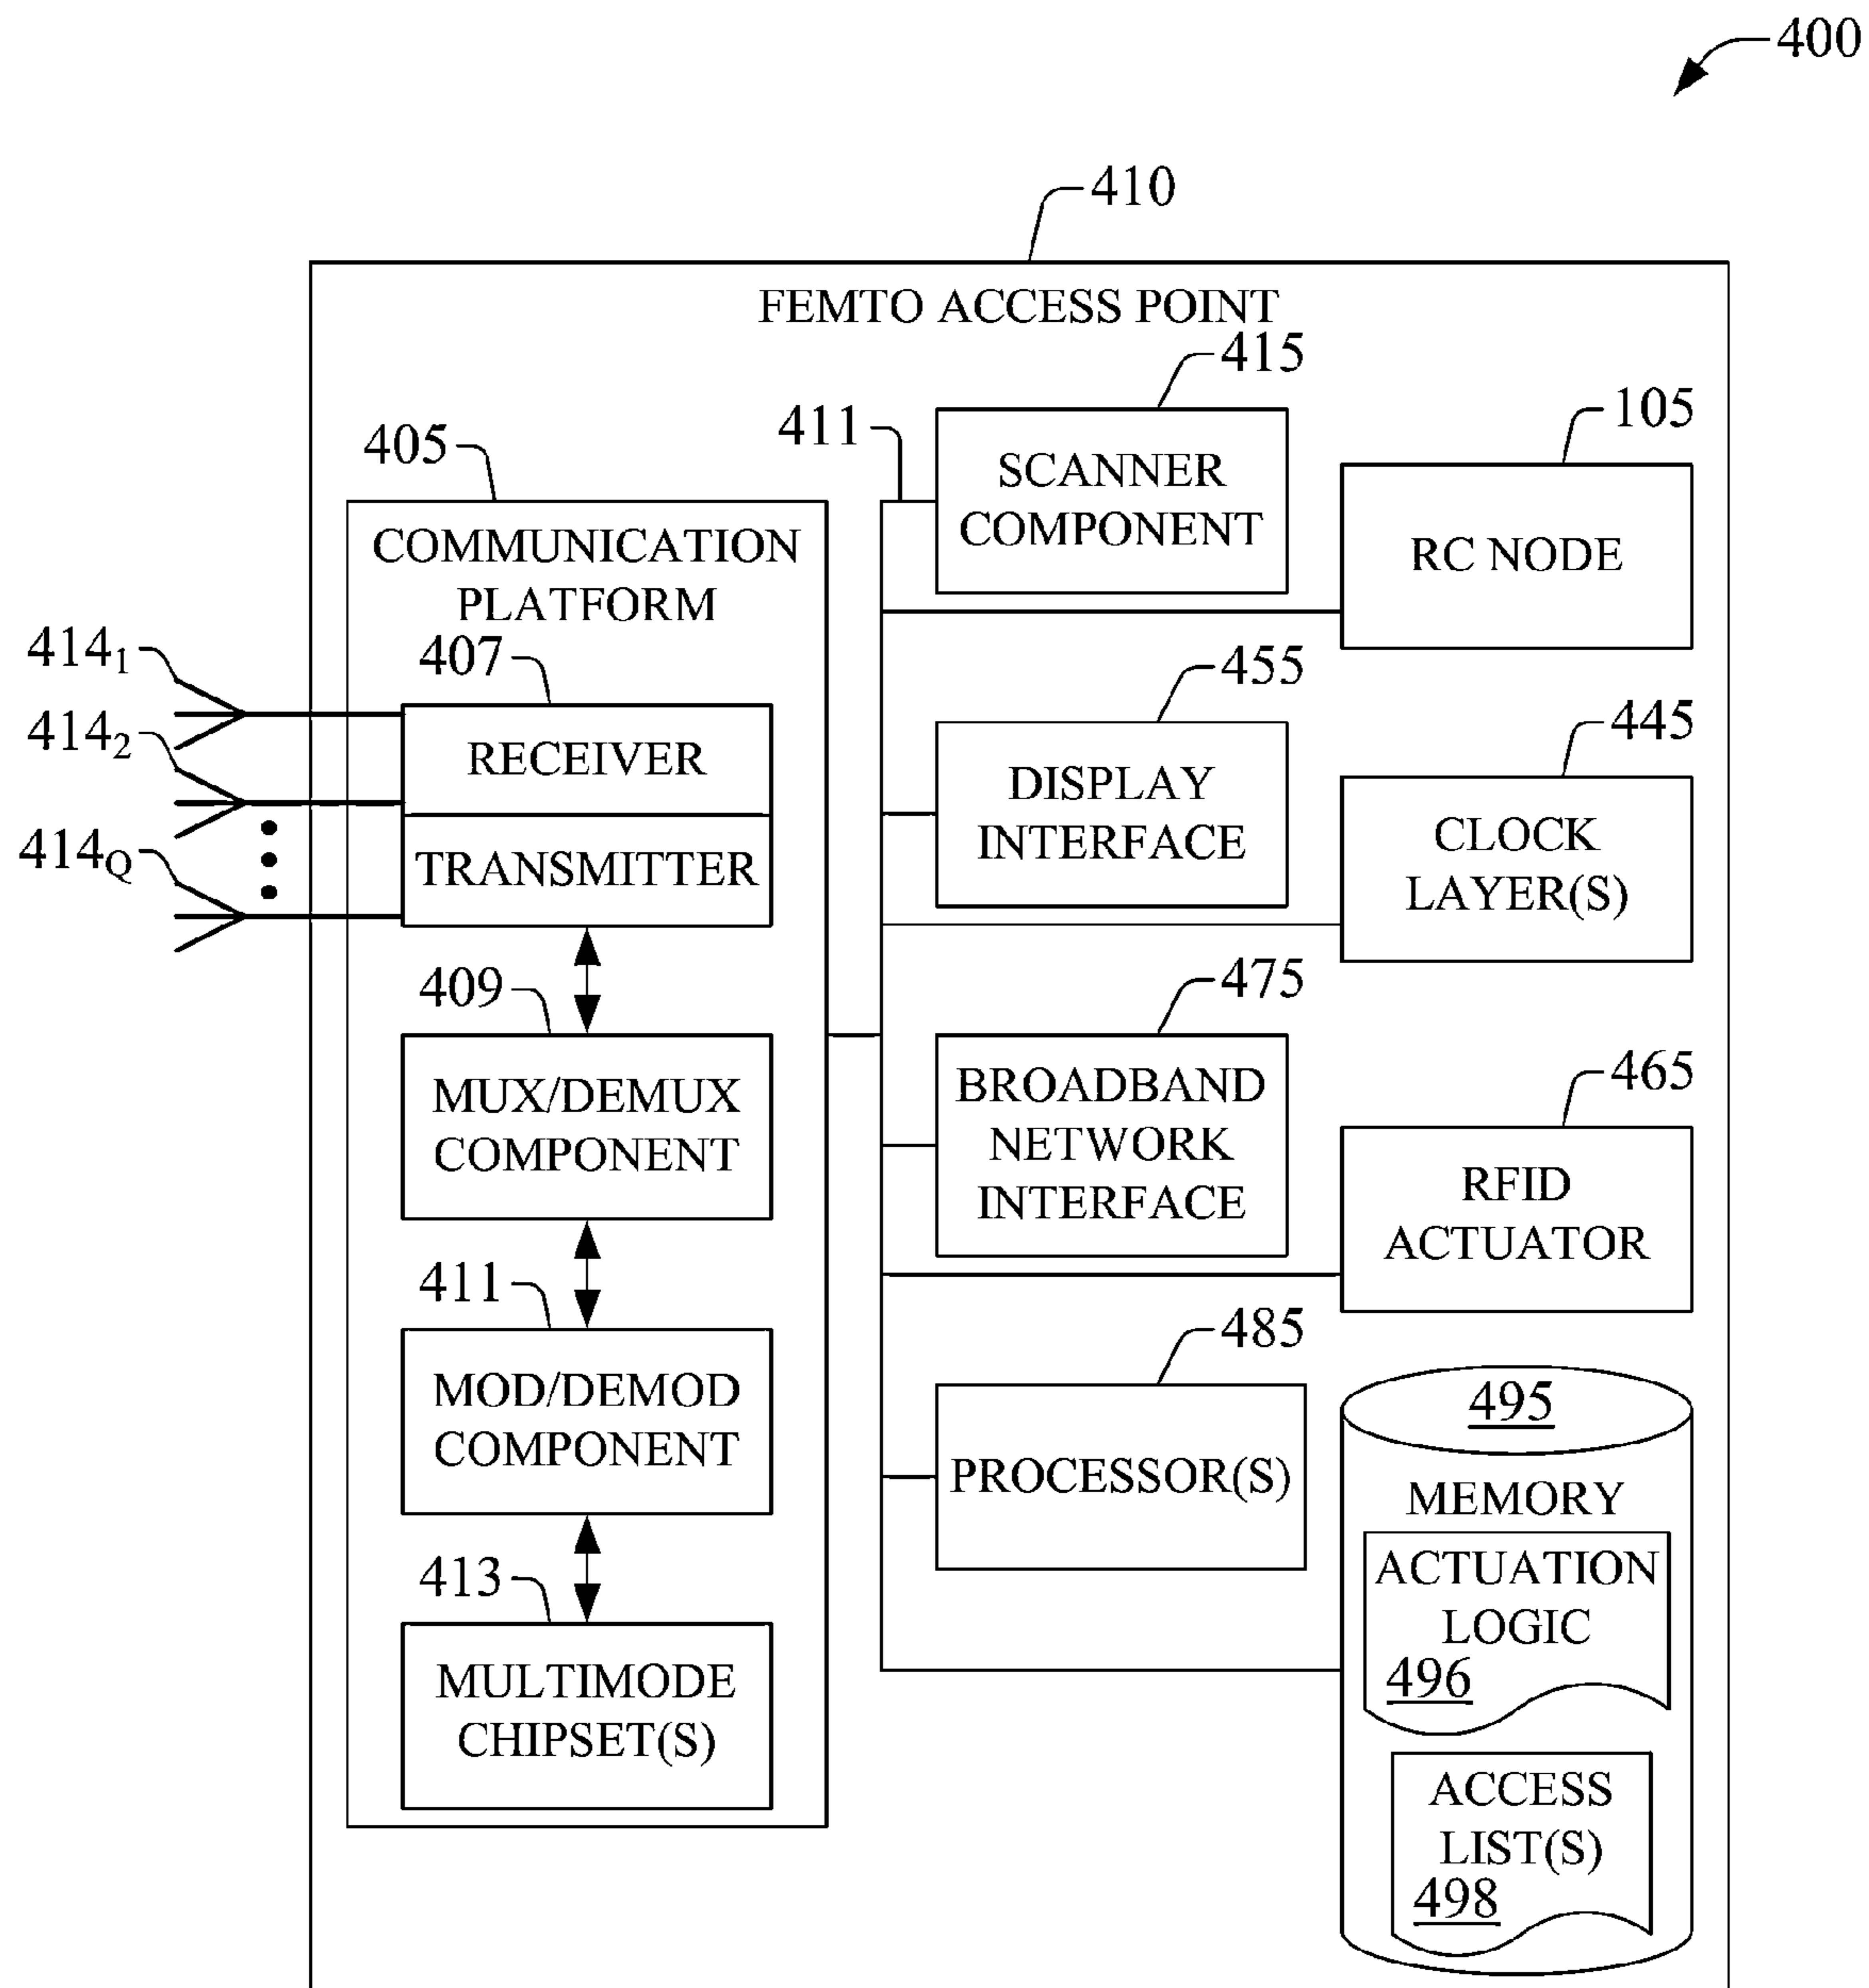 400
410
FEMTO ACCESS POINT
415
411
105
405
SCANNER
COMPONENT
RC NODE
COMMUNICATION
PLATFORM
414₁
407
455
445
414₂
RECEIVER
DISPLAY
INTERFACE
CLOCK
LAYER(S)
414Q
TRANSMITTER
409
475
465
MUX/DEMUX
COMPONENT
BROADBAND
NETWORK
INTERFACE
RFID
ACTUATOR
411
485
495
MOD/DEMOD
COMPONENT
PROCESSOR(S)
MEMORY
ACTUATION
LOGIC
496
413
MULTIMODE
CHIPSET(S)
ACCESS
LIST(S)
498